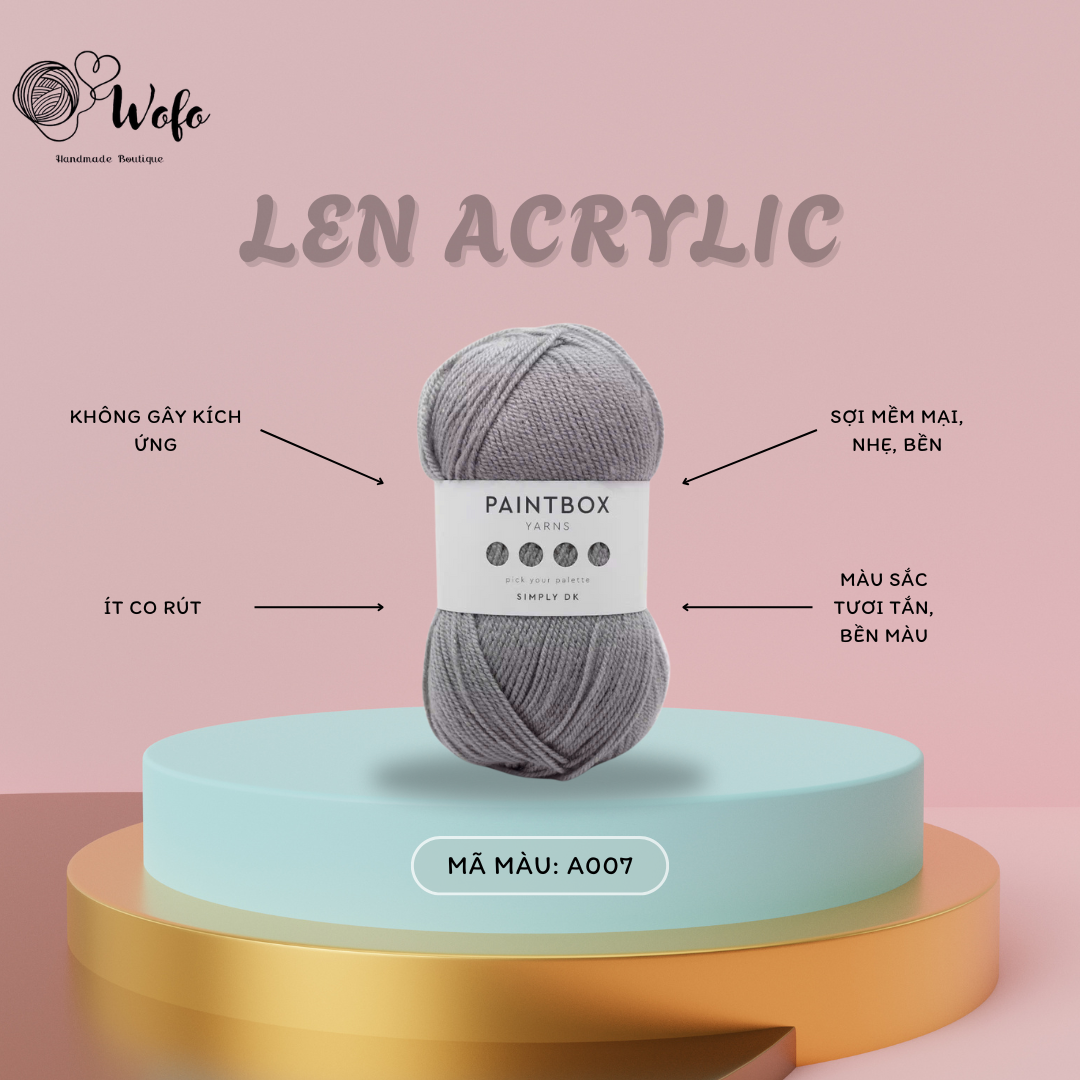 Wofo
Handmade Boutique
LEN ACRYLIC
KHÔNG GÂY KÍCH
ỨNG
SỢI MỀM MẠI,
NHẸ, BỀN
PAINTBOX
YARNS
pick your palette
SIMPLY DK
ÍT CO RÚT
MÀU SẮC
TƯƠI TẮN,
BỀN MÀU
MÃ MÀU: A007